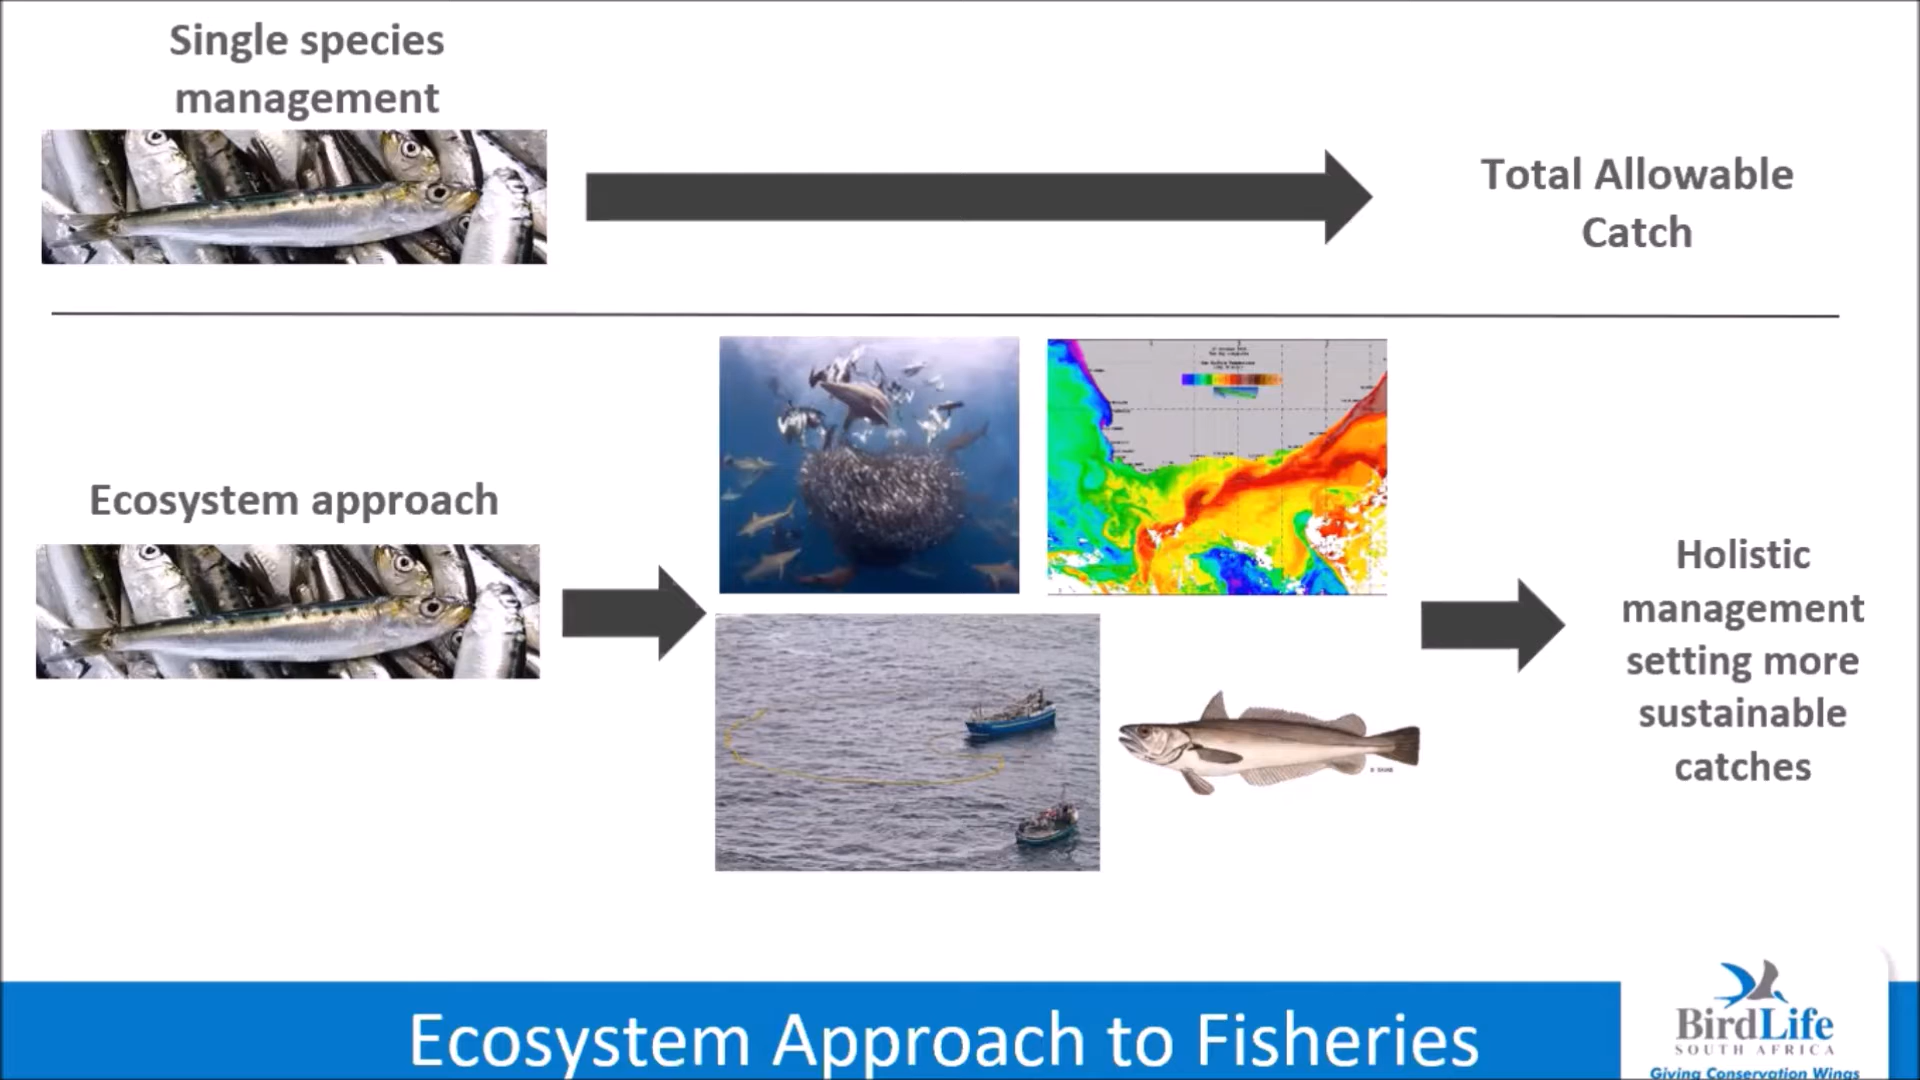 Single species
management
Total Allowable
Catch
Ecosystem approach
Holistic
management
setting more
sustainable
catches
Ecosystem Approach to Fisheries
BirdLife
SOUTH AFRICA
Giving Conservation Wings